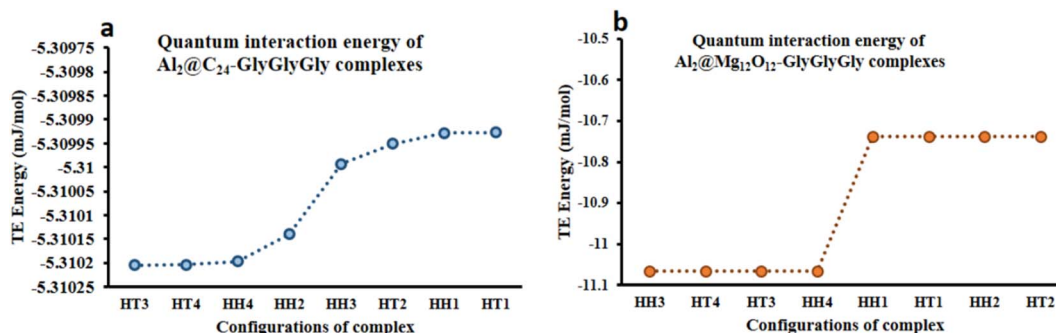 a
Quantum interaction energy of
Al₂@C₂₄-GlyGlyGly complexes
TE Energy (mJ/mol)
-5.30975
-5.3098
-5.30985
-5.3099
-5.30995
-5.31
-5.31005
-5.3101
-5.31015
-5.3102
-5.31025
HT3 HT4 HH4 HH2 HH3 HT2 HH1 HT1
Configurations of complex
b
Quantum interaction energy of
Al₂@Mg₁₂O₁₂-GlyGlyGly complexes
TE Energy (mJ/mol)
-10.5
-10.6
-10.7
-10.8
-10.9
-11
-11.1
HH3 HT4 HT3 HH4 HH1 HT1 HH2 HT2
Configurations of complex